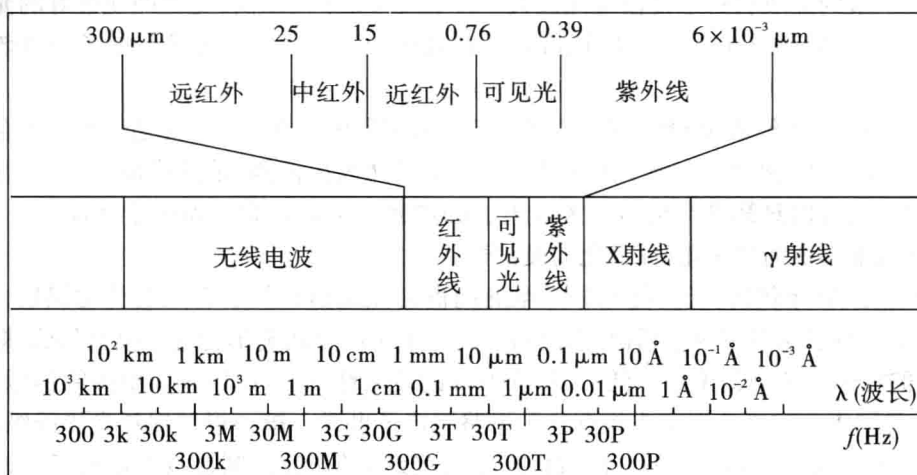 300 μm 25 15 0.76 0.39 6×10⁻³ μm
远红外 中红外 近红外 可见光 紫外线
无线电波 红外线 可见光 紫外线 X射线 γ射线
10² km 1 km 10 m 10 cm 1 mm 10 μm 0.1 μm 10 Å 10⁻¹ Å 10⁻³ Å
10³ km 10 km 10³ m 1 m 1 cm 0.1 mm 1 μm 0.01 μm 1 Å 10⁻² Å λ(波长)
300 3k 30k 3M 30M 3G 30G 3T 30T 3P 30P f(Hz)
300k 300M 300G 300T 300P